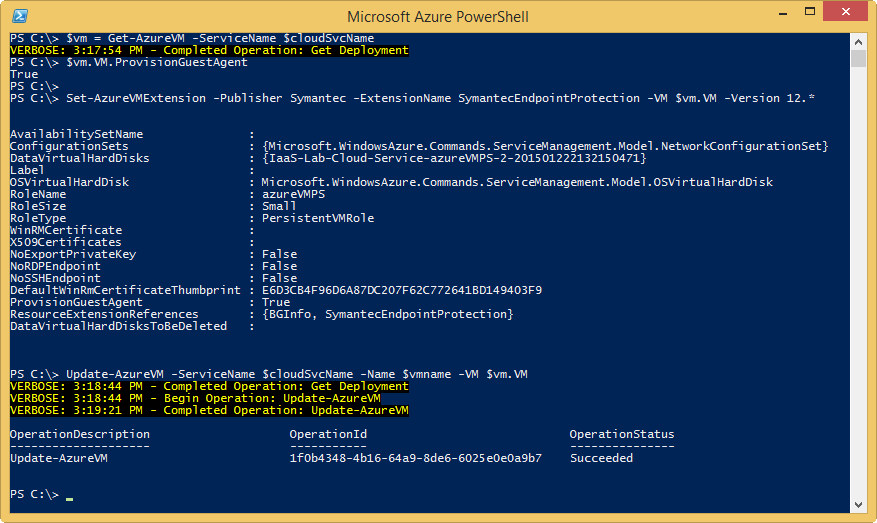 Microsoft Azure PowerShell
PS C:\> $vm = Get-AzureVM -ServiceName $cloudSvcName
VERBOSE: 3:17:54 PM - Completed Operation: Get Deployment
PS C:\> $vm.VM.ProvisionGuestAgent
True
PS C:\>
PS C:\> Set-AzureVMExtension -Publisher Symantec -ExtensionName SymantecEndpointProtection -VM $vm.VM -Version 12.*
AvailabilitySetName :
ConfigurationSets : {Microsoft.WindowsAzure.Commands.ServiceManagement.Model.NetworkConfigurationSet}
DataVirtualHardDisks : {IaaS-Lab-Cloud-Service-azureVMPS-2-201501222132150471}
Label :
OSVirtualHardDisk : Microsoft.WindowsAzure.Commands.ServiceManagement.Model.OSVirtualHardDisk
RoleName : azureVMPS
RoleSize : Small
RoleType : PersistentVMRole
WinRMCertificate :
X509Certificates :
NoExportPrivateKey : False
NoRDPEndpoint : False
NoSSHEndpoint : False
DefaultWinRmCertificateThumbprint : E6D3CB4F96D6A87DC207F62C772641BD149403F9
ProvisionGuestAgent : True
ResourceExtensionReferences : {BGInfo, SymantecEndpointProtection}
DataVirtualHardDisksToBeDeleted :
PS C:\> Update-AzureVM -ServiceName $cloudSvcName -Name $vmname -VM $vm.VM
VERBOSE: 3:18:44 PM - Completed Operation: Get Deployment
VERBOSE: 3:18:44 PM - Begin Operation: Update-AzureVM
VERBOSE: 3:19:21 PM - Completed Operation: Update-AzureVM
OperationDescription OperationId OperationStatus
-------------------- ----------- ---------------
Update-AzureVM 1f0b4348-4b16-64a9-8de6-6025e0e0a9b7 Succeeded
PS C:\> _